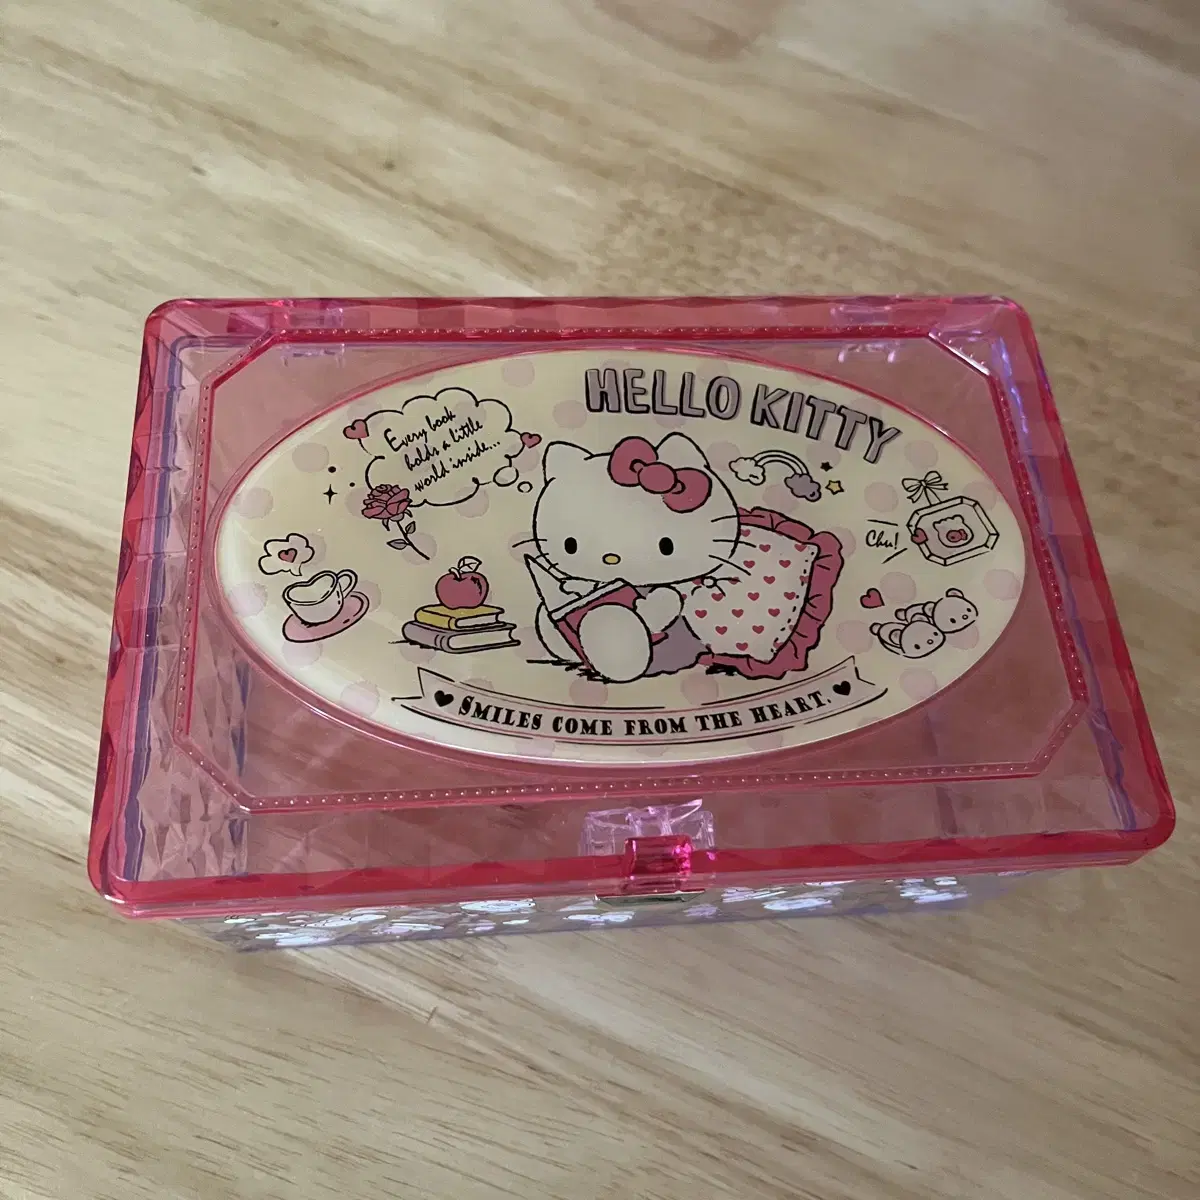 HELLO KITTY
Every book
holds a little
world inside...
Chu!
SMILES COME FROM THE HEART.